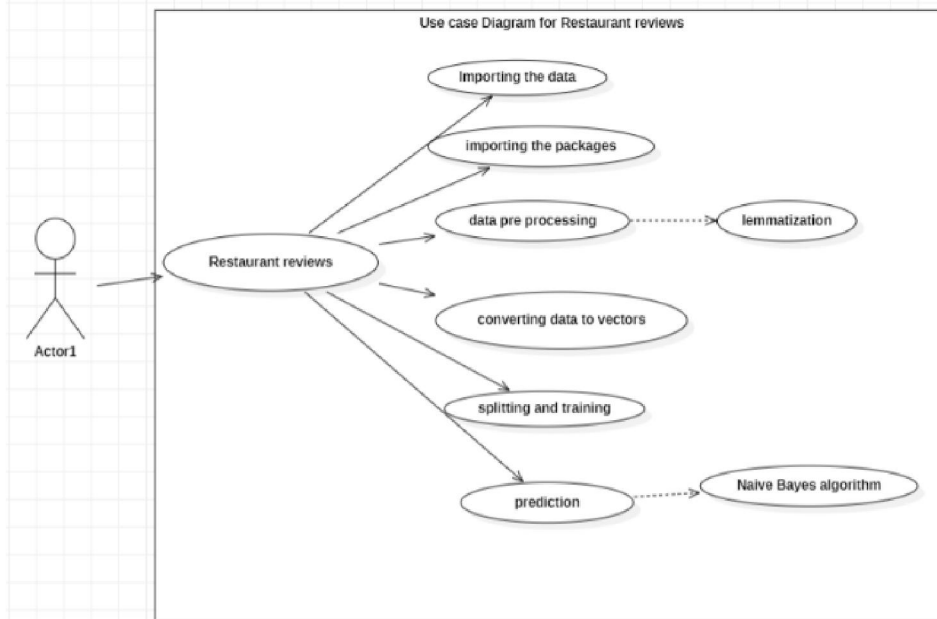 Use case Diagram for Restaurant reviews
Importing the data
importing the packages
data pre processing
lemmatization
Restaurant reviews
converting data to vectors
Actor1
splitting and training
Naive Bayes algorithm
prediction